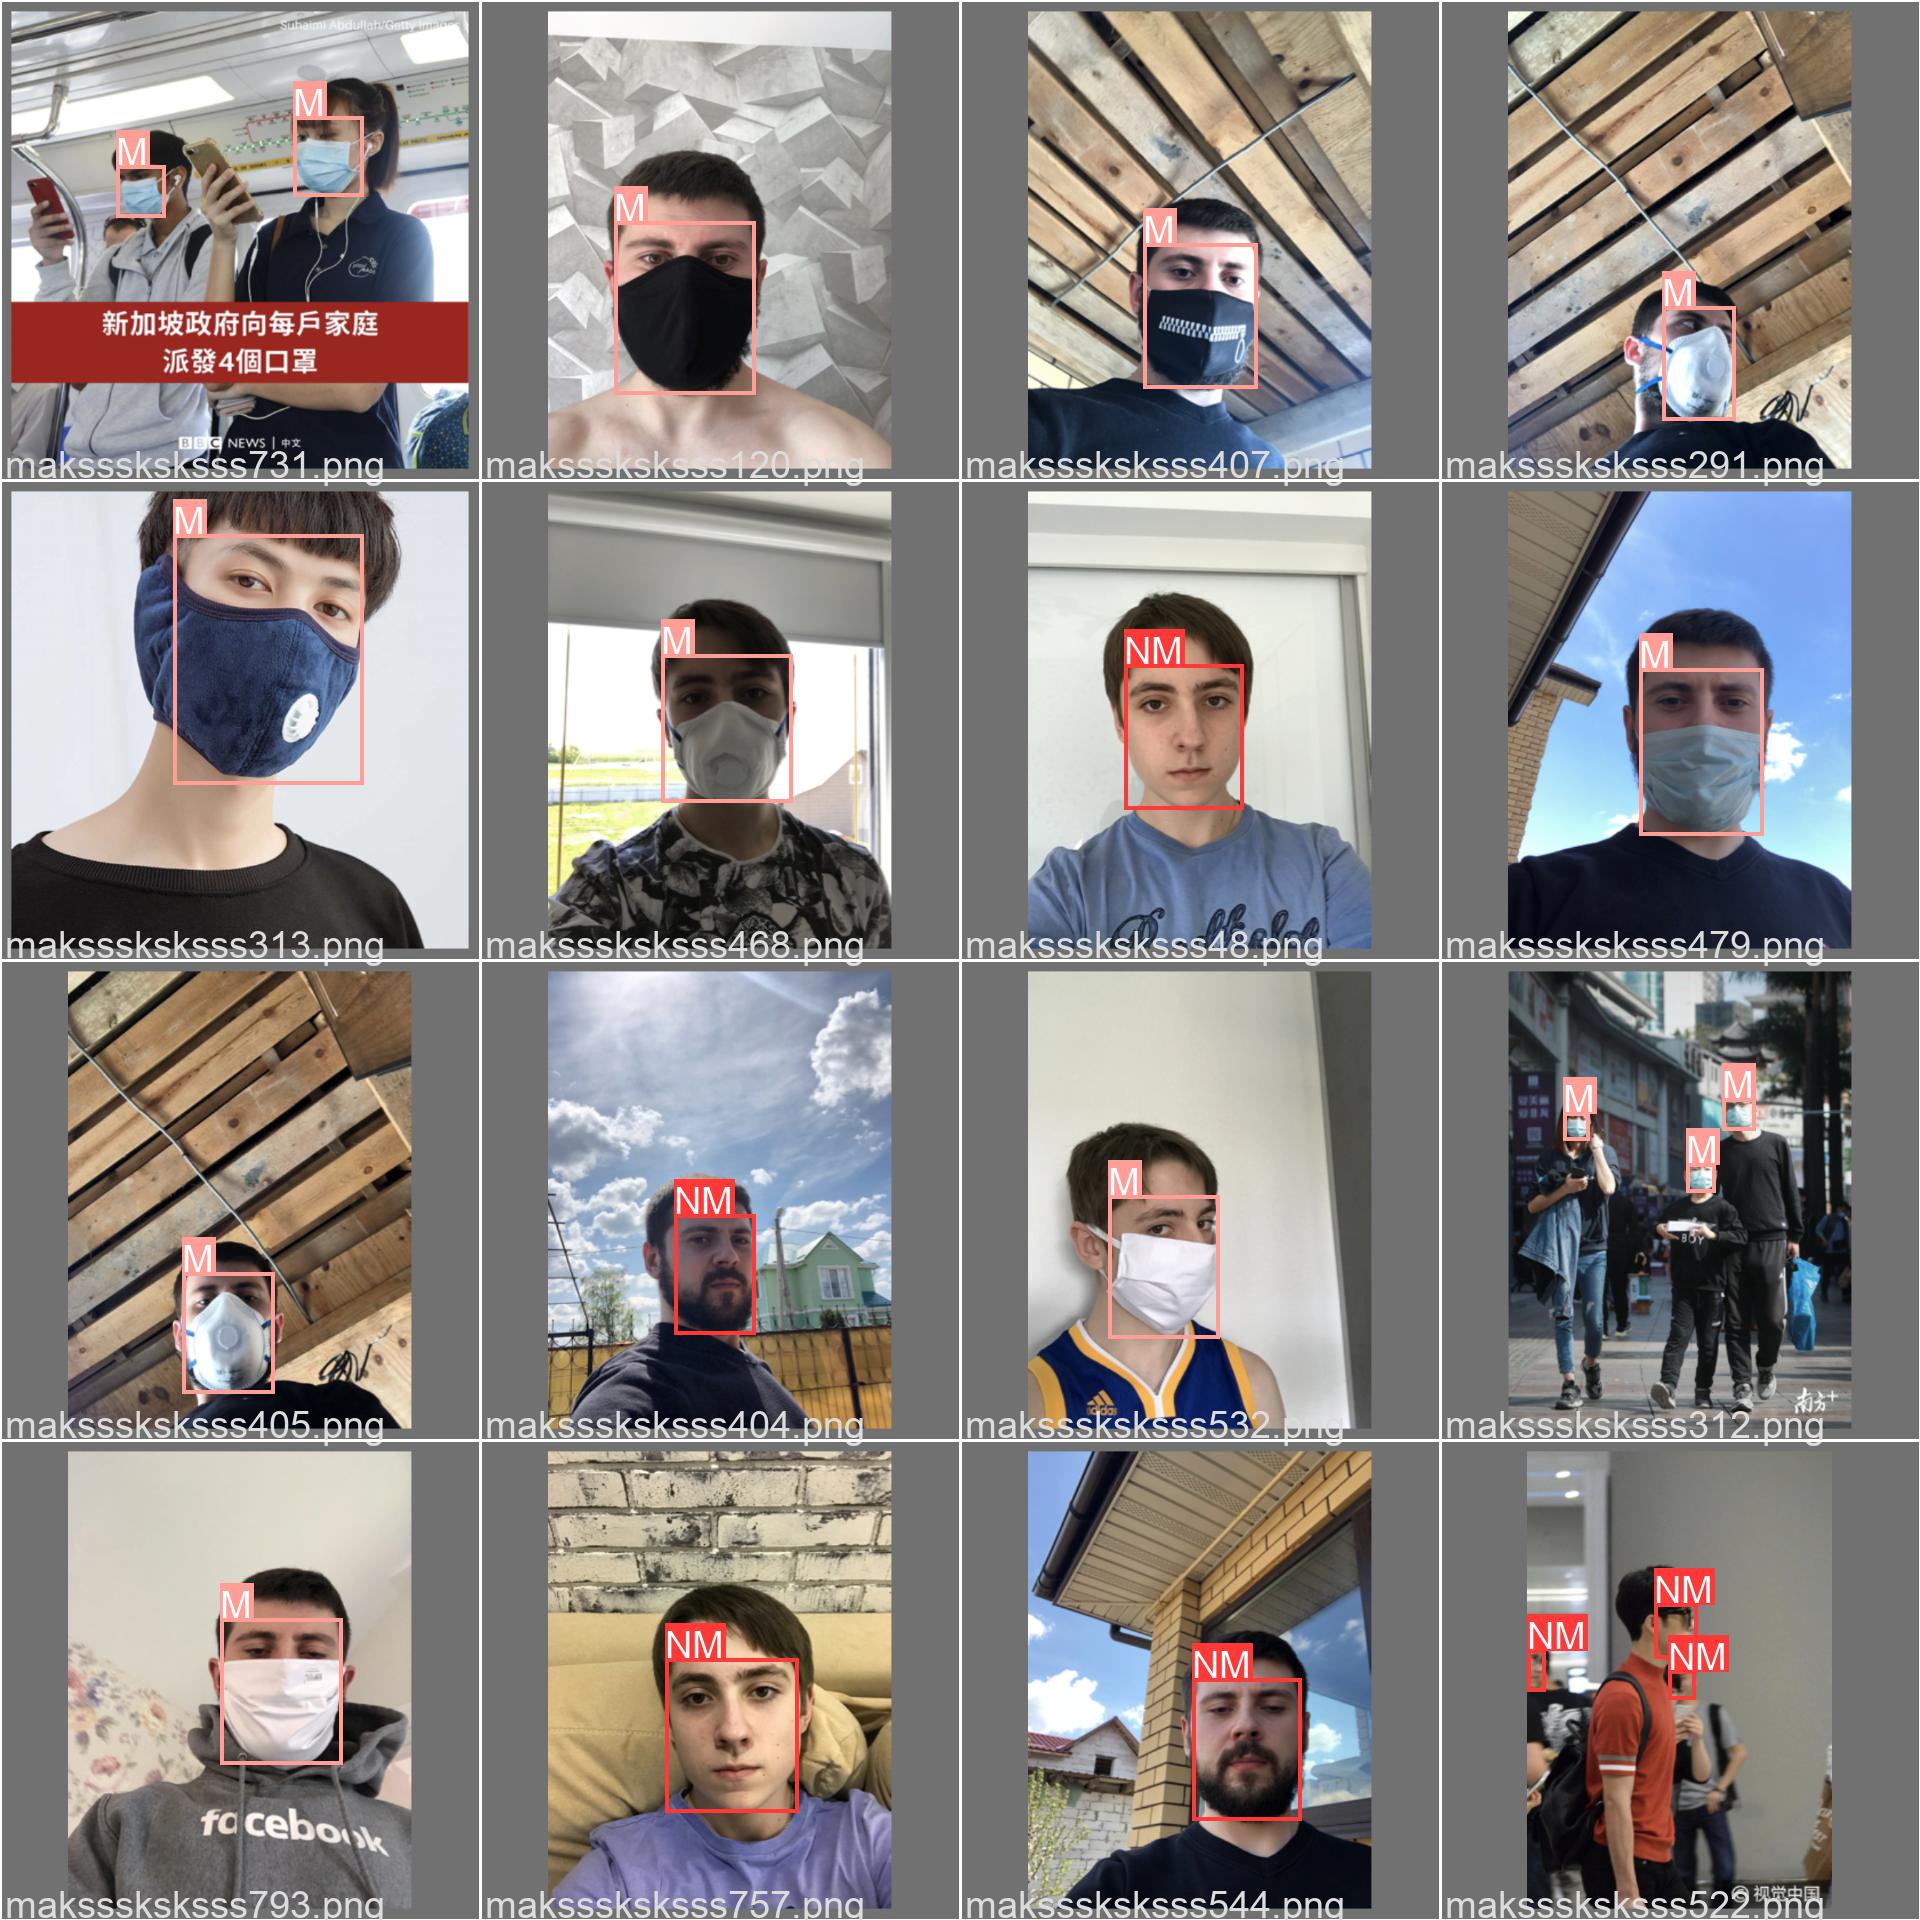 Suhaimi Abdullah/Getty Images
M
M
新加坡政府向每戶家庭
派發4個口罩
BBC NEWS | 中文
maksssksksss731.png
M
maksssksksss120.png
M
maksssksksss407.png
M
maksssksksss291.png
M
maksssksksss313.png
M
maksssksksss468.png
NM
maksssksksss48.png
M
maksssksksss479.png
M
maksssksksss405.png
NM
maksssksksss404.png
M
adidas
maksssksksss532.png
M
M
M
BOY
南方+
maksssksksss312.png
M
facebook
maksssksksss793.png
NM
maksssksksss757.png
NM
maksssksksss544.png
NM
NM
NM
© 视觉中国
maksssksksss522.png